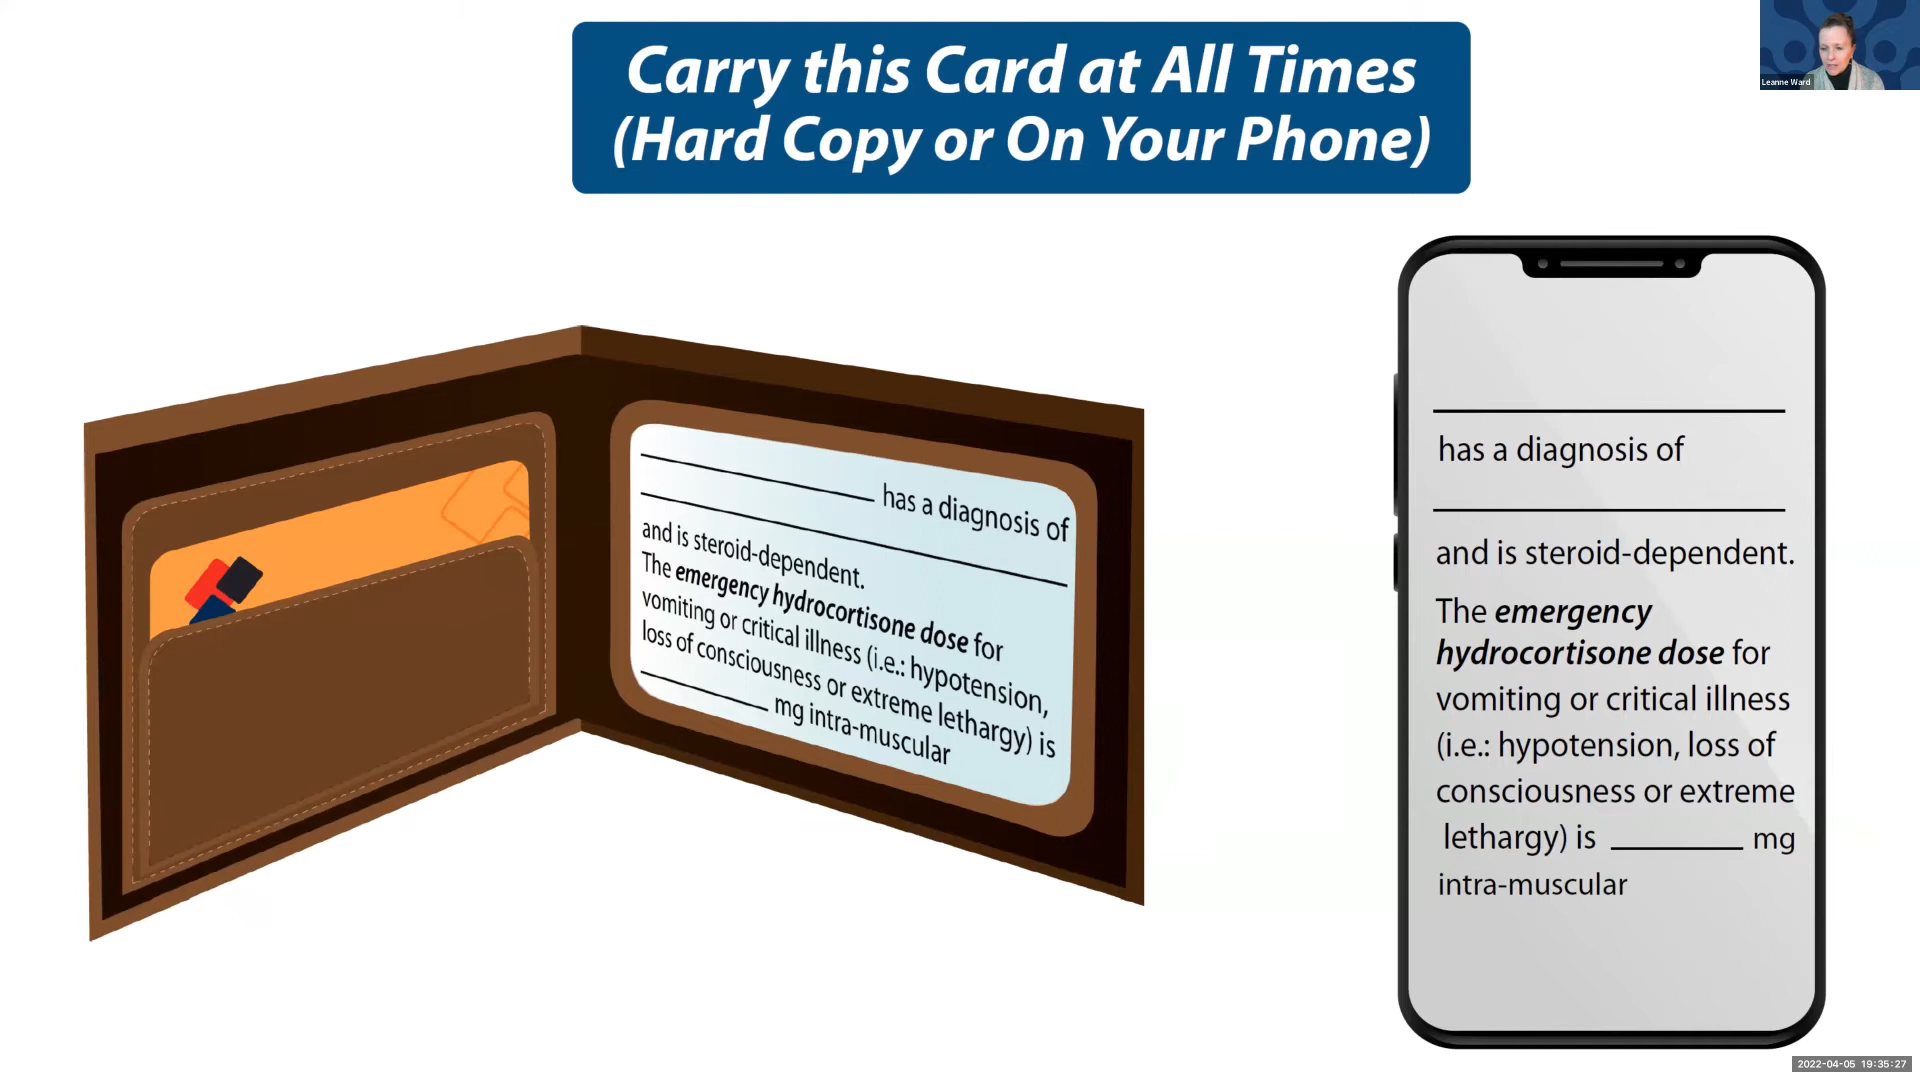 Carry this Card at All Times
(Hard Copy or On Your Phone)
Leanne Ward
has a diagnosis of
and is steroid-dependent.
The emergency hydrocortisone dose for
vomiting or critical illness (i.e.: hypotension,
loss of consciousness or extreme lethargy) is
mg intra-muscular
has a diagnosis of
and is steroid-dependent.
The emergency
hydrocortisone dose for
vomiting or critical illness
(i.e.: hypotension, loss of
consciousness or extreme
lethargy) is ________ mg
intra-muscular
2022-04-05 19:35:27